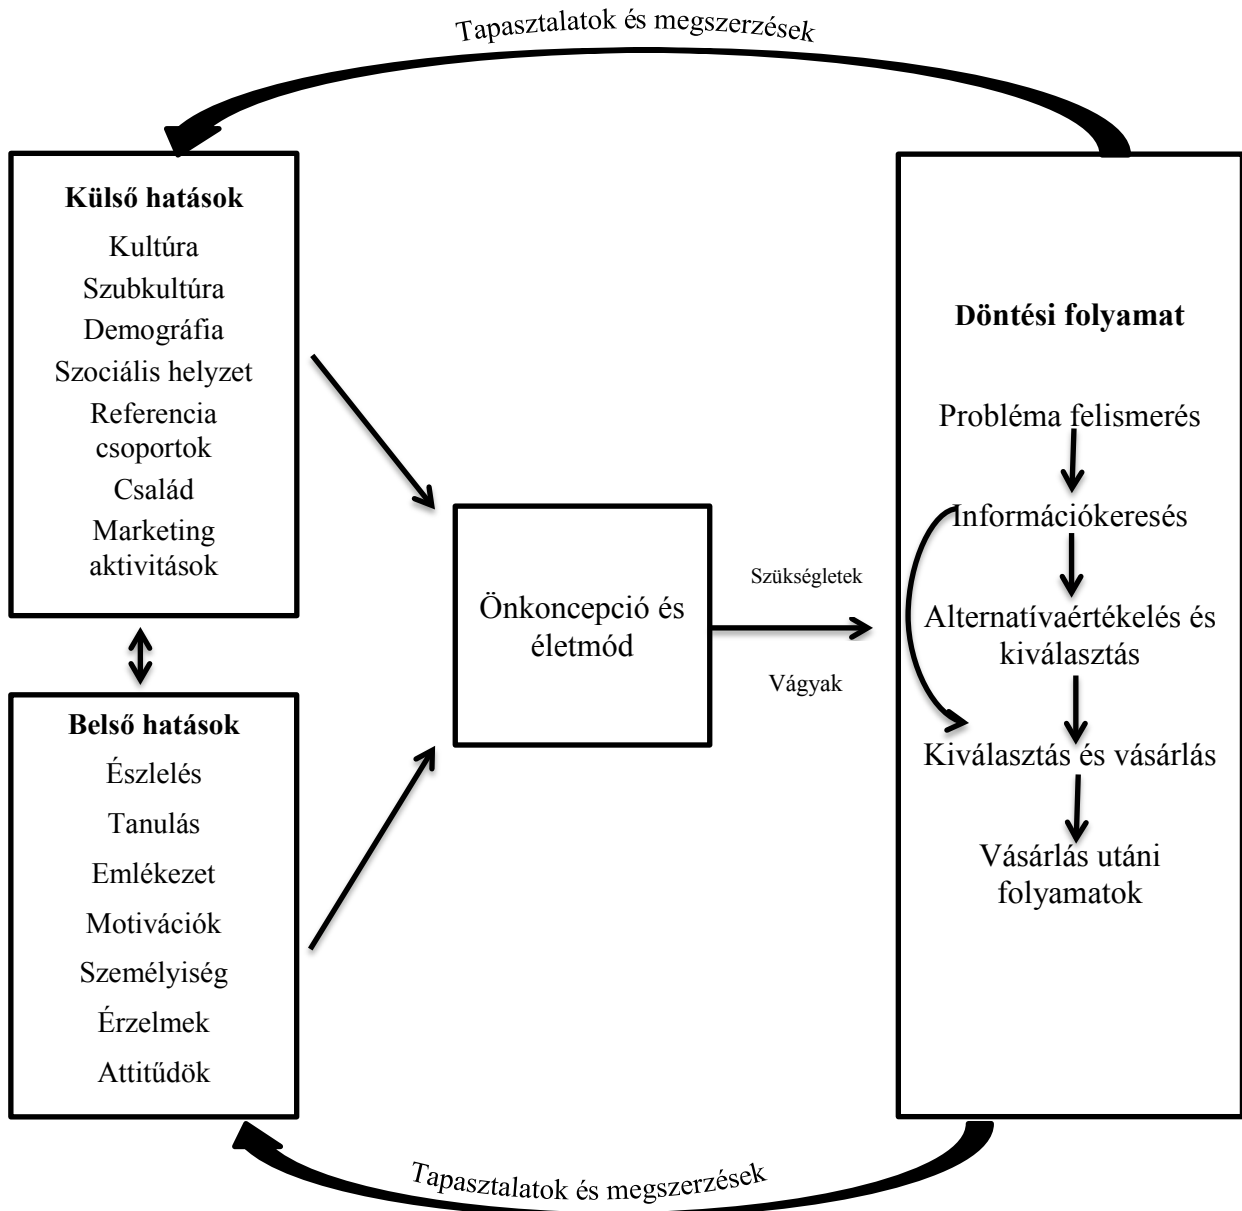 Tapasztalatok és megszerzések
Külső hatások
Kultúra
Szubkultúra
Demográfia
Szociális helyzet
Referencia
csoportok
Család
Marketing
aktivitások
Belső hatások
Észlelés
Tanulás
Emlékezet
Motivációk
Személyiség
Érzelmek
Attitűdök
Önkoncepció és
életmód
Szükségletek
Vágyak
Döntési folyamat
Probléma felismerés
Információkeresés
Alternatívaértékelés és
kiválasztás
Kiválasztás és vásárlás
Vásárlás utáni
folyamatok
Tapasztalatok és megszerzések